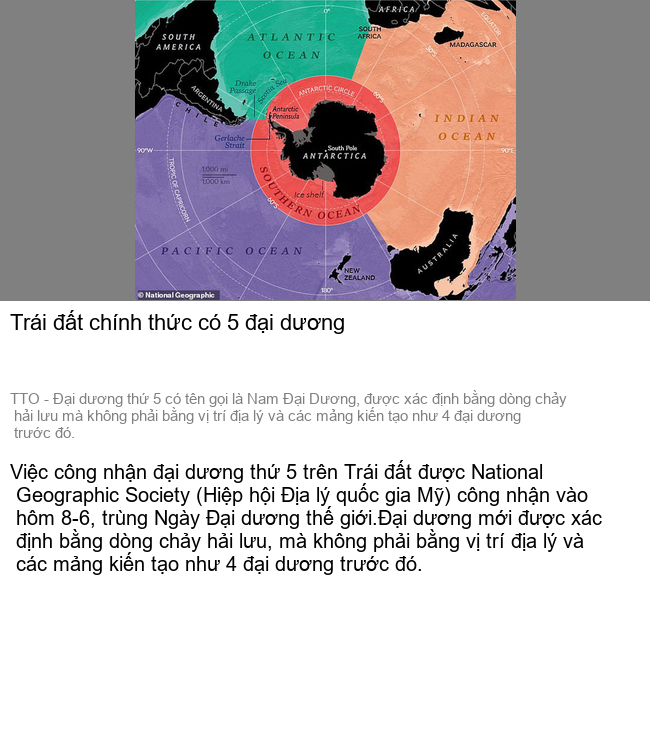 AFRICA
SOUTH
AMERICA
ATLANTIC
OCEAN
0°
SOUTH
AFRICA
MADAGASCAR
EQUATOR
30°S
Drake
Passage
Scotia Sea
ANTARCTIC CIRCLE
60°S
ARGENTINA
CHILE
Antarctic
Peninsula
INDIAN
OCEAN
Gerlache
Strait
90°W
South Pole
ANTARCTICA
90°E
1,000 mi
1,000 km
TROPIC OF CAPRICORN
Ice shelf
60°S
SOUTHERN OCEAN
PACIFIC OCEAN
AUSTRALIA
NEW
ZEALAND
180°
© National Geographic
Trái đất chính thức có 5 đại dương
TTO - Đại dương thứ 5 có tên gọi là Nam Đại Dương, được xác định bằng dòng chảy
hải lưu mà không phải bằng vị trí địa lý và các mảng kiến tạo như 4 đại dương
trước đó.
Việc công nhận đại dương thứ 5 trên Trái đất được National
Geographic Society (Hiệp hội Địa lý quốc gia Mỹ) công nhận vào
hôm 8-6, trùng Ngày Đại dương thế giới.Đại dương mới được xác
định bằng dòng chảy hải lưu, mà không phải bằng vị trí địa lý và
các mảng kiến tạo như 4 đại dương trước đó.